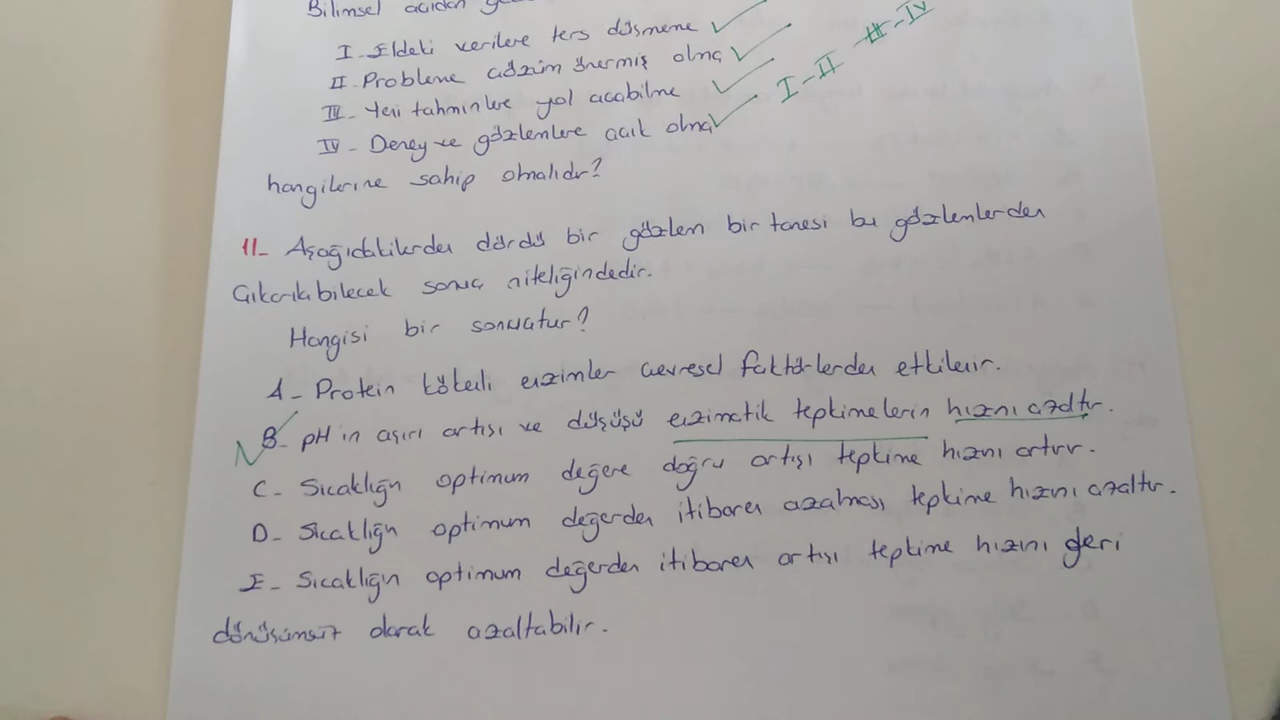 Bilimsel açıdan
I - Eldeki verilere ters düşmeme
II - Probleme çözüm önermiş olma
III - Yeni tahminlere yol açabilme
IV - Deney ve gözlemlere açık olma
I - II - III - IV
hangilerine sahip olmalıdır?
11- Aşağıdakilerden dördü bir gözlem bir tanesi bu gözlemlerden
çıkarılabilecek sonuç niteliğindedir.
Hangisi bir sonuçtur?
A - Protein kökenli enzimler çevresel faktörlerden etkilenir.
B - pH ın aşırı artışı ve düşüşü enzimatik tepkimelerin hızını azaltır.
C - Sıcaklığın optimum değere doğru artışı tepkime hızını artırır.
D - Sıcaklığın optimum değerden itibaren azalması tepkime hızını azaltır.
E - Sıcaklığın optimum değerden itibaren artışı tepkime hızını geri
dönüşümsüz olarak azaltabilir.